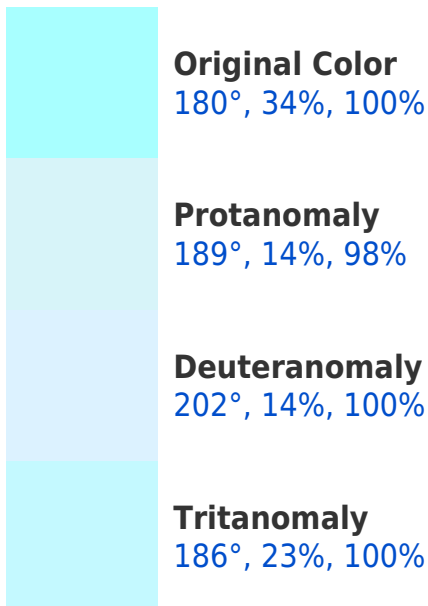 Original Color
180°, 34%, 100%
Protanomaly
189°, 14%, 98%
Deuteranomaly
202°, 14%, 100%
Tritanomaly
186°, 23%, 100%